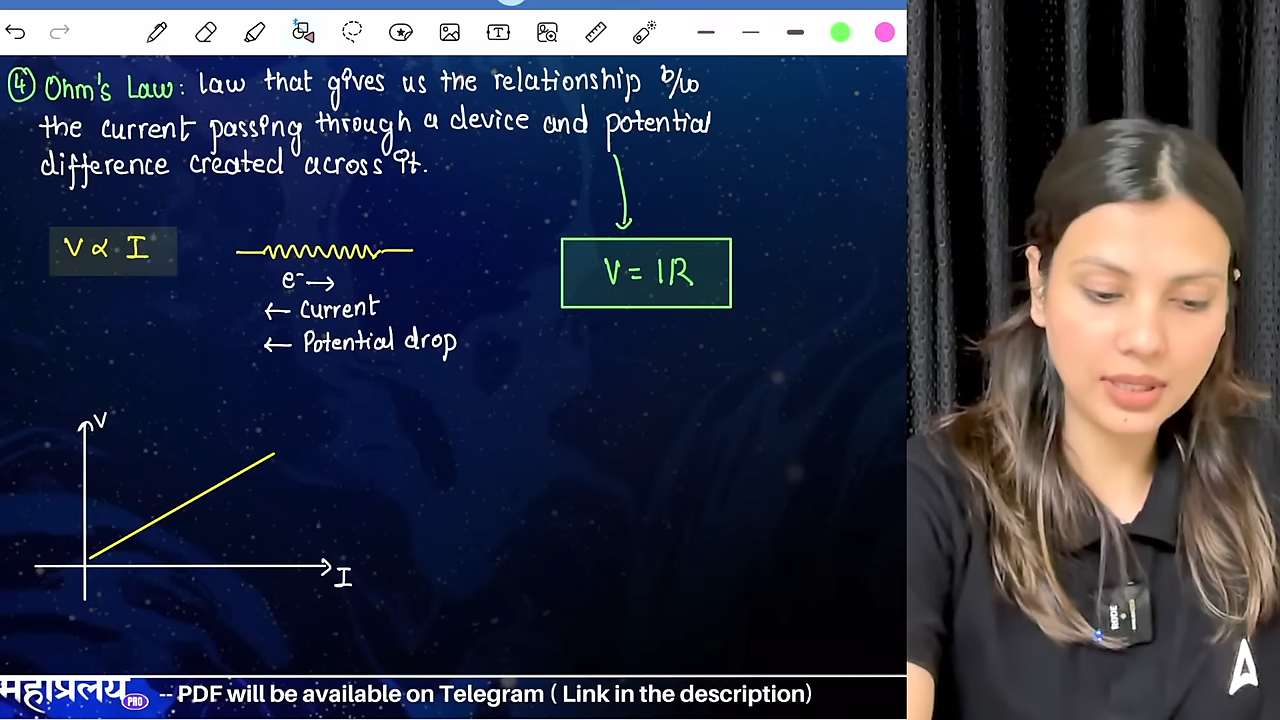 ④ Ohm's Law: law that gives us the relationship b/w
the current passing through a device and potential
difference created across it.
V ∝ I
e⁻ →
← Current
← Potential drop
V = IR
V
I
RØDE
महाप्रलय PRO -- PDF will be available on Telegram ( Link in the description)